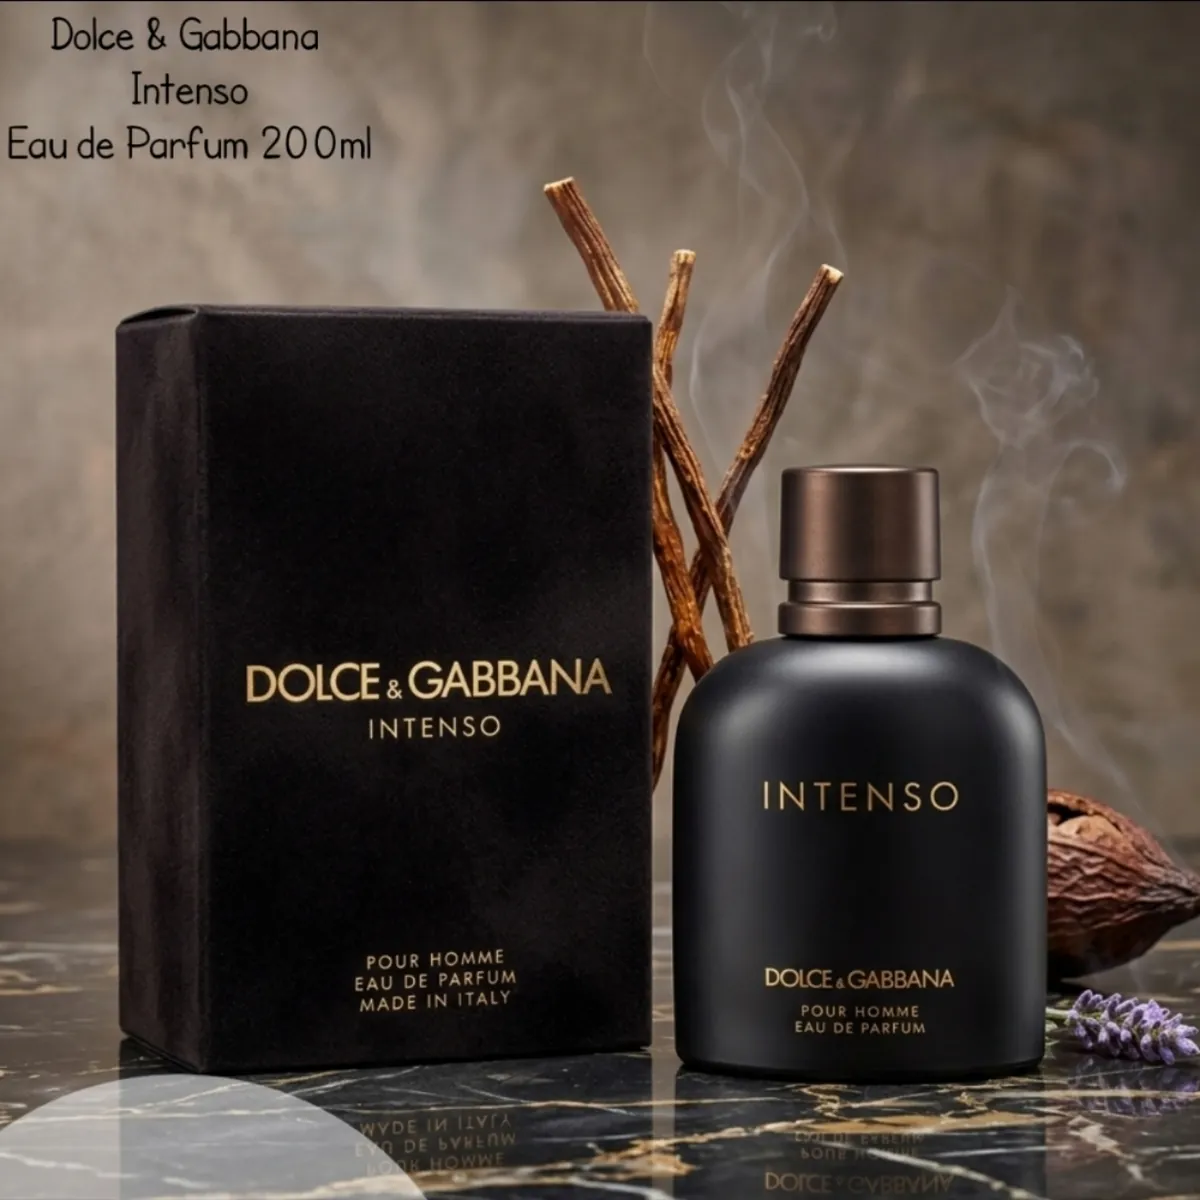 Dolce & Gabbana
Intenso
Eau de Parfum 200ml
DOLCE & GABBANA
INTENSO
POUR HOMME
EAU DE PARFUM
MADE IN ITALY
INTENSO
DOLCE & GABBANA
POUR HOMME
EAU DE PARFUM